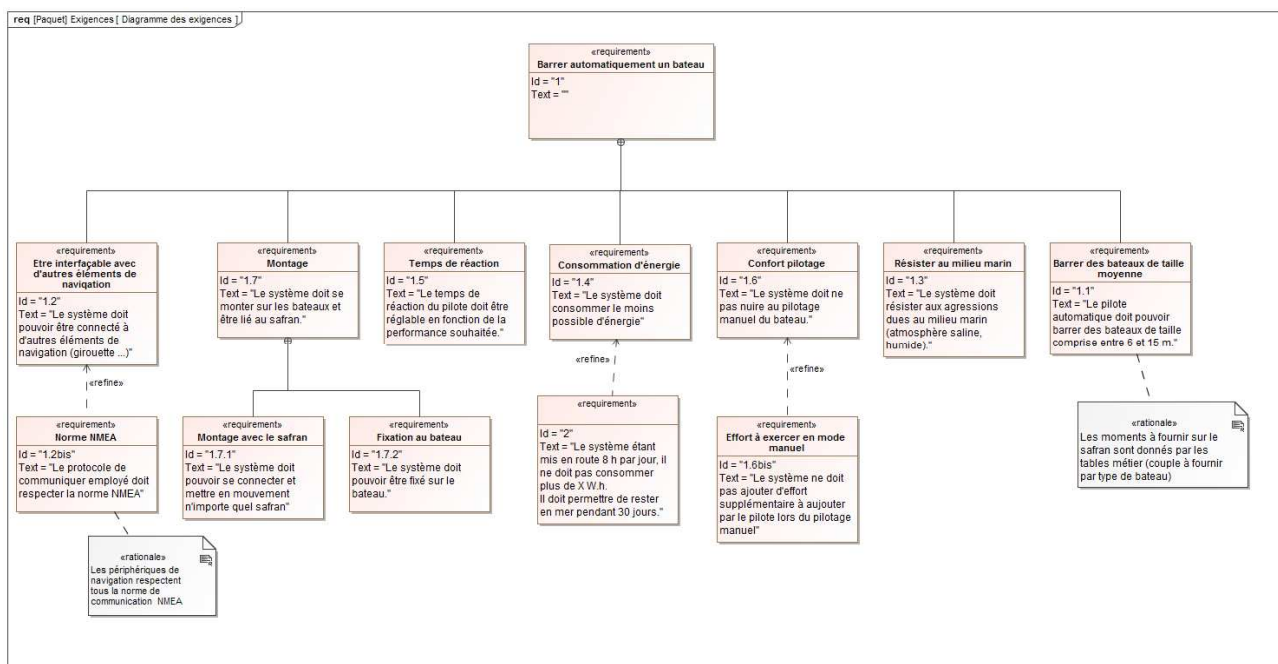 req [Paquet] Exigences [ Diagramme des exigences ]
«requirement»
Barrer automatiquement un bateau
Id = "1"
Text = ""
«requirement»
Etre interfaçable avec
d'autres éléments de
navigation
Id = "1.2"
Text = "Le système doit
pouvoir être connecté à
d'autres éléments de
navigation (girouette ...)"
«requirement»
Montage
Id = "1.7"
Text = "Le système doit se
monter sur les bateaux et
être lié au safran."
«requirement»
Temps de réaction
Id = "1.5"
Text = "Le temps de
réaction du pilote doit être
réglable en fonction de la
performance souhaitée."
«requirement»
Consommation d'énergie
Id = "1.4"
Text = "Le système doit
consommer le moins
possible d'énergie"
«requirement»
Confort pilotage
Id = "1.6"
Text = "Le système doit ne
pas nuire au pilotage
manuel du bateau."
«requirement»
Résister au milieu marin
Id = "1.3"
Text = "Le système doit
résister aux agressions
dues au milieu marin
(atmosphère saline,
humide)."
«requirement»
Barrer des bateaux de taille
moyenne
Id = "1.1"
Text = "Le pilote
automatique doit pouvoir
barrer des bateaux de taille
comprise entre 6 et 15 m."
«refine»
«refine»
«refine»
«requirement»
Norme NMEA
Id = "1.2bis"
Text = "Le protocole de
communiquer employé doit
respecter la norme NMEA"
«requirement»
Montage avec le safran
Id = "1.7.1"
Text = "Le système doit
pouvoir se connecter et
mettre en mouvement
n'importe quel safran"
«requirement»
Fixation au bateau
Id = "1.7.2"
Text = "Le système doit
pouvoir être fixé sur le
bateau."
«requirement»
Id = "2"
Text = "Le système étant
mis en route 8 h par jour, il
ne doit pas consommer
plus de X W.h.
Il doit permettre de rester
en mer pendant 30 jours."
«requirement»
Effort à exercer en mode
manuel
Id = "1.6bis"
Text = "Le système ne doit
pas ajouter d'effort
supplémentaire à aujouter
par le pilote lors du pilotage
manuel"
«rationale»
Les moments à fournir sur le
safran sont donnés par les
tables métier (couple à fournir
par type de bateau)
«rationale»
Les périphériques de
navigation respectent
tous la norme de
communication NMEA